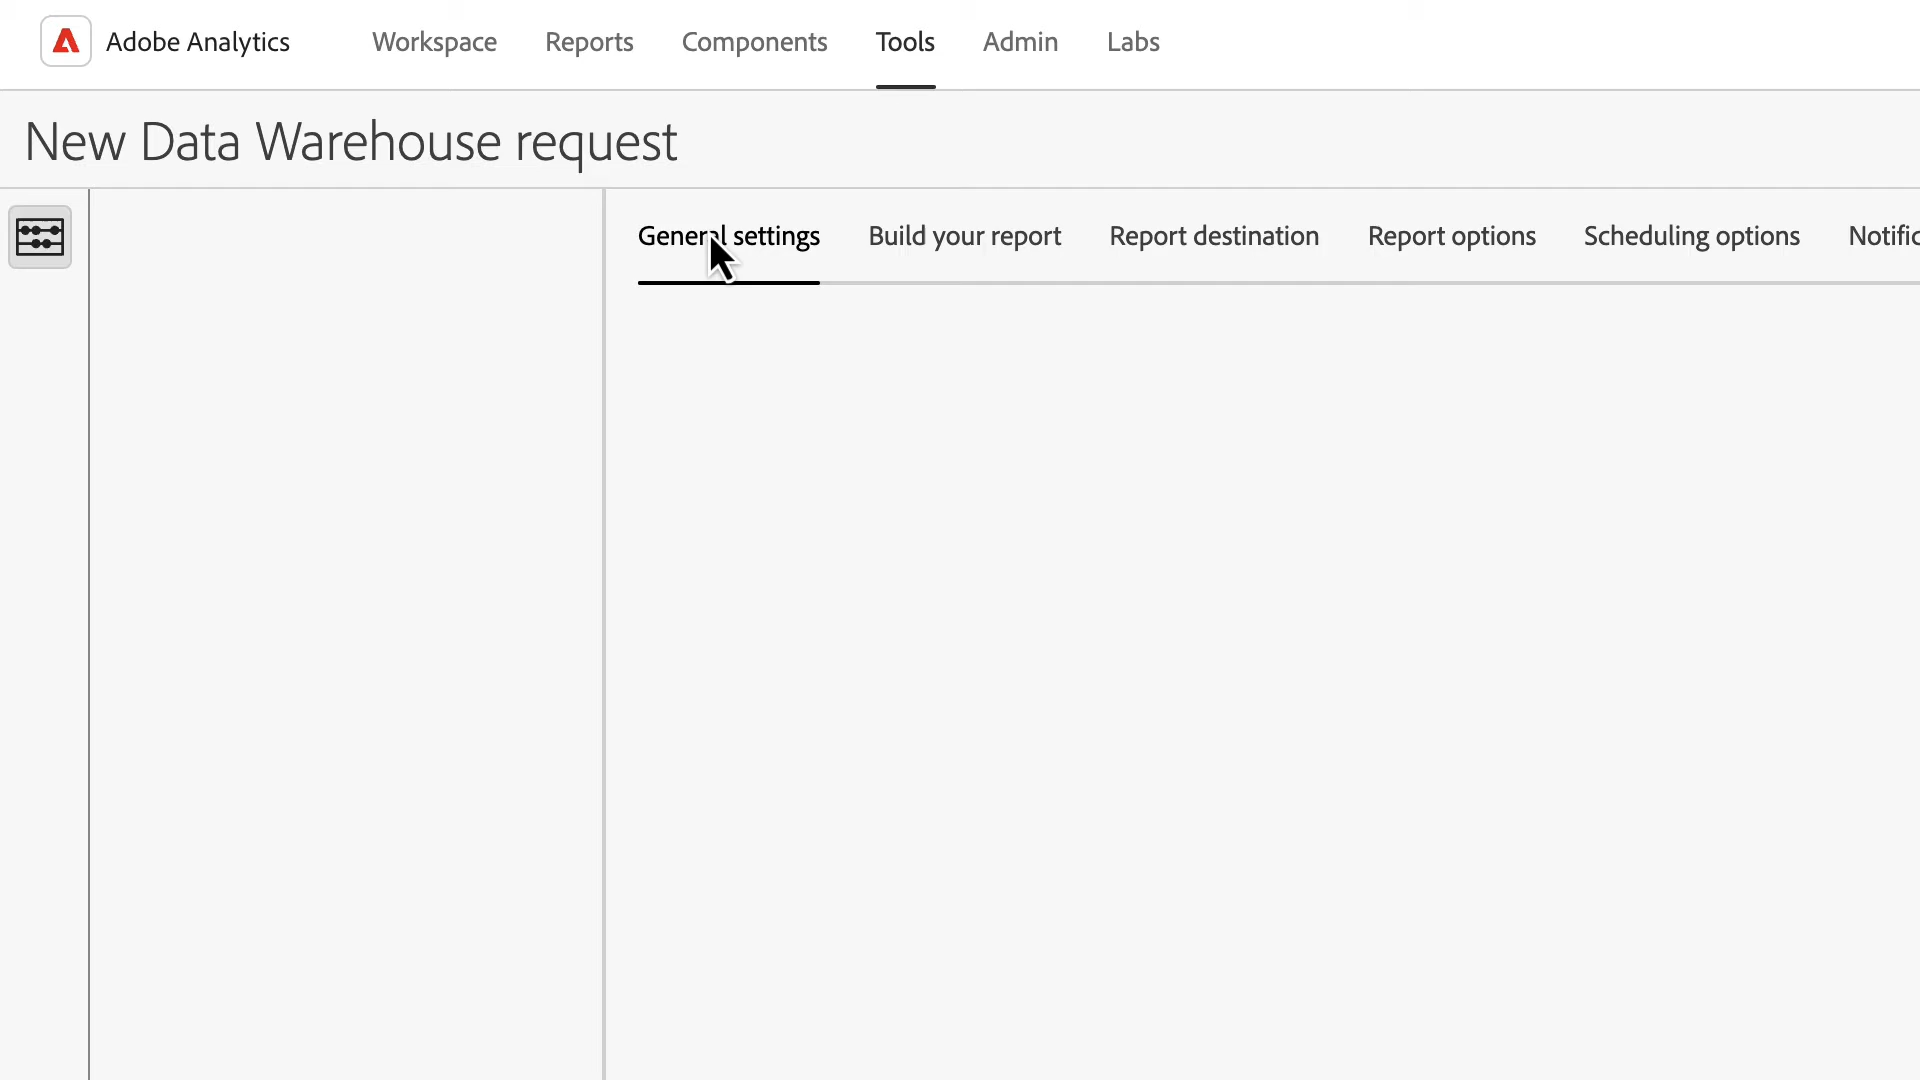 Adobe Analytics Workspace Reports Components Tools Admin Labs
New Data Warehouse request
General settings Build your report Report destination Report options Scheduling options Notific